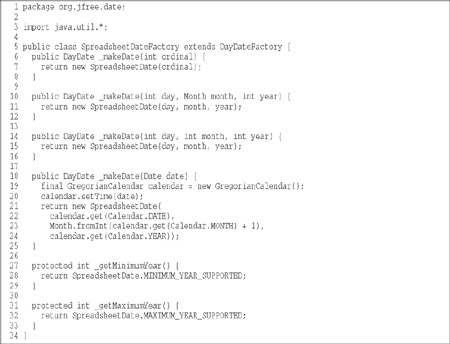 1 package org.jfree.date;
2
3 import java.util.*;
4
5 public class SpreadsheetDateFactory extends DayDateFactory {
6 public DayDate _makeDate(int ordinal) {
7 return new SpreadsheetDate(ordinal);
8 }
9
10 public DayDate _makeDate(int day, Month month, int year) {
11 return new SpreadsheetDate(day, month, year);
12 }
13
14 public DayDate _makeDate(int day, int month, int year) {
15 return new SpreadsheetDate(day, month, year);
16 }
17
18 public DayDate _makeDate(Date date) {
19 final GregorianCalendar calendar = new GregorianCalendar();
20 calendar.setTime(date);
21 return new SpreadsheetDate(
22 calendar.get(Calendar.DATE),
23 Month.fromInt(calendar.get(Calendar.MONTH) + 1),
24 calendar.get(Calendar.YEAR));
25 }
26
27 protected int _getMinimumYear() {
28 return SpreadsheetDate.MINIMUM_YEAR_SUPPORTED;
29 }
30
31 protected int _getMaximumYear() {
32 return SpreadsheetDate.MAXIMUM_YEAR_SUPPORTED;
33 }
34 }